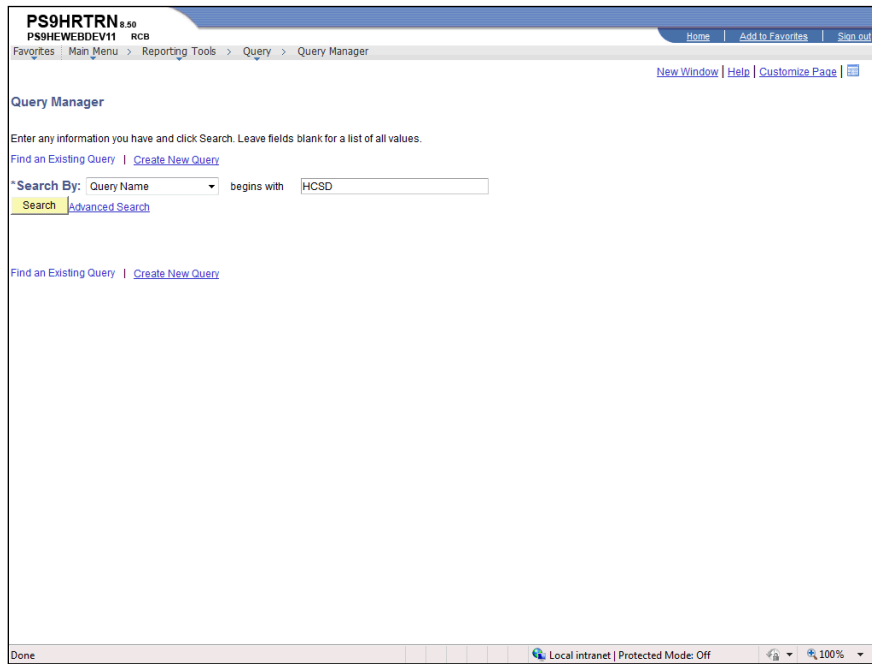 PS9HRTRN 8.50
PS9HEWEBDEV11 RCB
Home | Add to Favorites | Sign out
Favorites Main Menu > Reporting Tools > Query > Query Manager
New Window | Help | Customize Page |
Query Manager
Enter any information you have and click Search. Leave fields blank for a list of all values.
Find an Existing Query | Create New Query
*Search By: Query Name begins with HCSD
Search Advanced Search
Find an Existing Query | Create New Query
Done Local intranet | Protected Mode: Off 100%